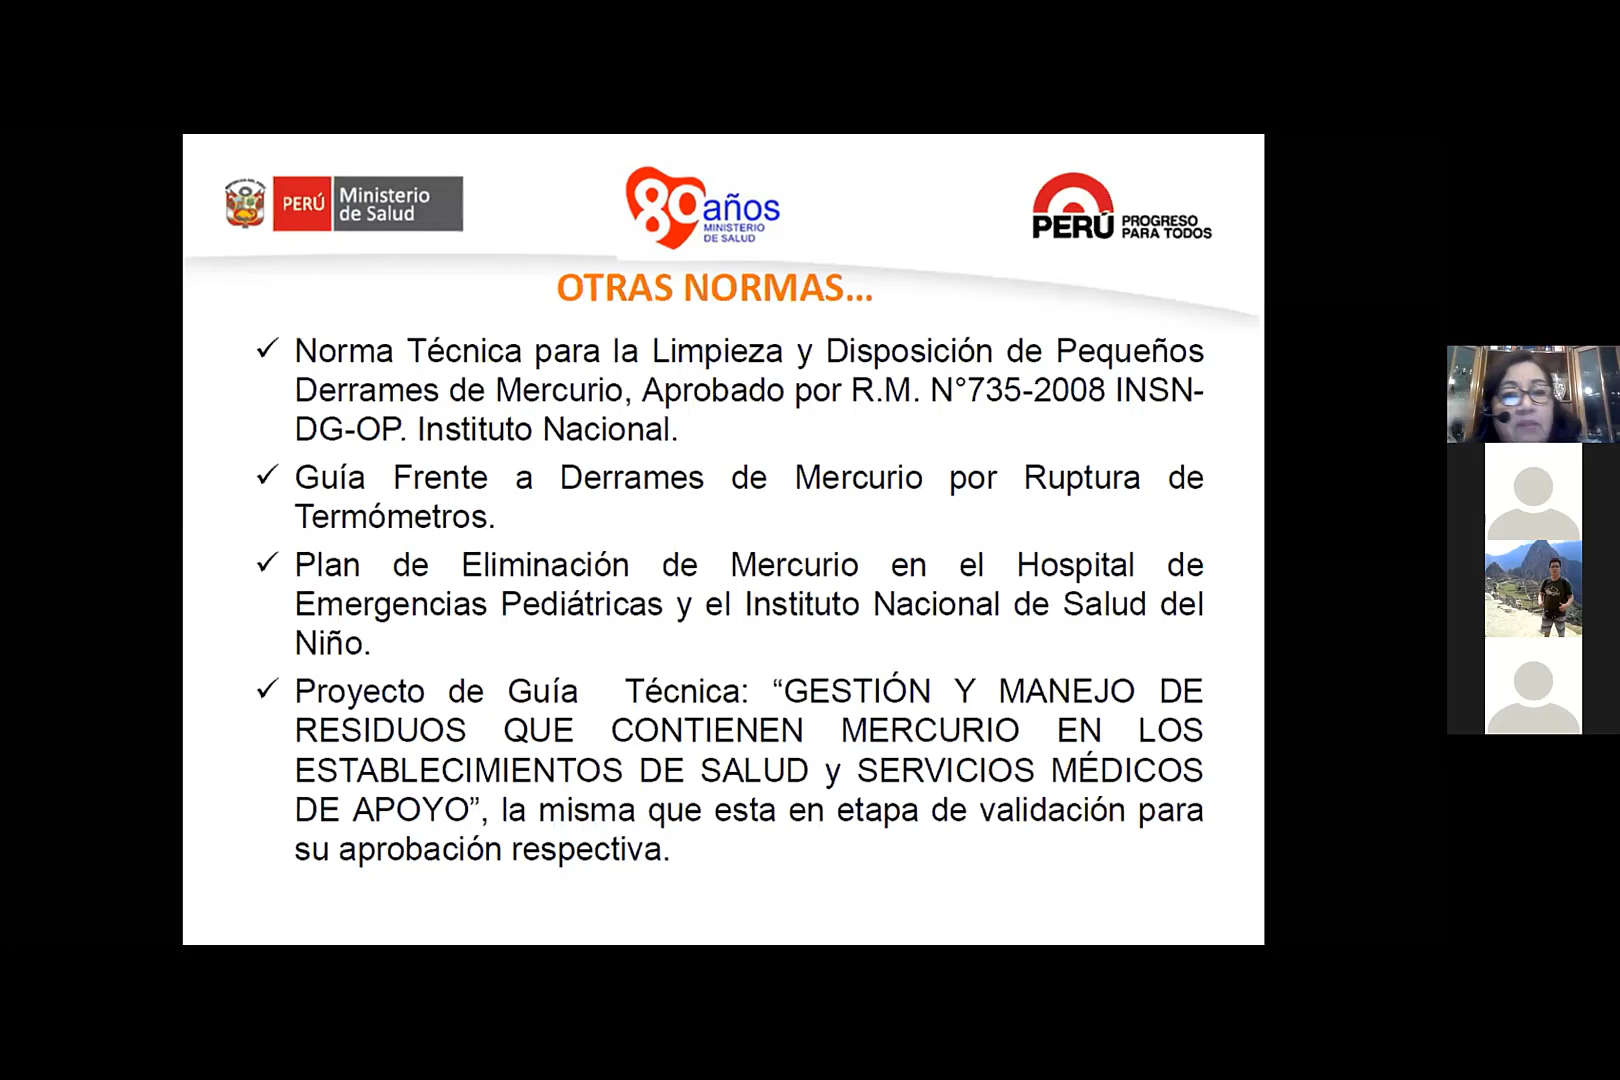 PERÚ
Ministerio
de Salud
80 años
MINISTERIO
DE SALUD
PERÚ
PROGRESO
PARA TODOS
OTRAS NORMAS...
✓ Norma Técnica para la Limpieza y Disposición de Pequeños
Derrames de Mercurio, Aprobado por R.M. N°735-2008 INSN-
DG-OP. Instituto Nacional.
✓ Guía Frente a Derrames de Mercurio por Ruptura de
Termómetros.
✓ Plan de Eliminación de Mercurio en el Hospital de
Emergencias Pediátricas y el Instituto Nacional de Salud del
Niño.
✓ Proyecto de Guía Técnica: “GESTIÓN Y MANEJO DE
RESIDUOS QUE CONTIENEN MERCURIO EN LOS
ESTABLECIMIENTOS DE SALUD y SERVICIOS MÉDICOS
DE APOYO”, la misma que esta en etapa de validación para
su aprobación respectiva.